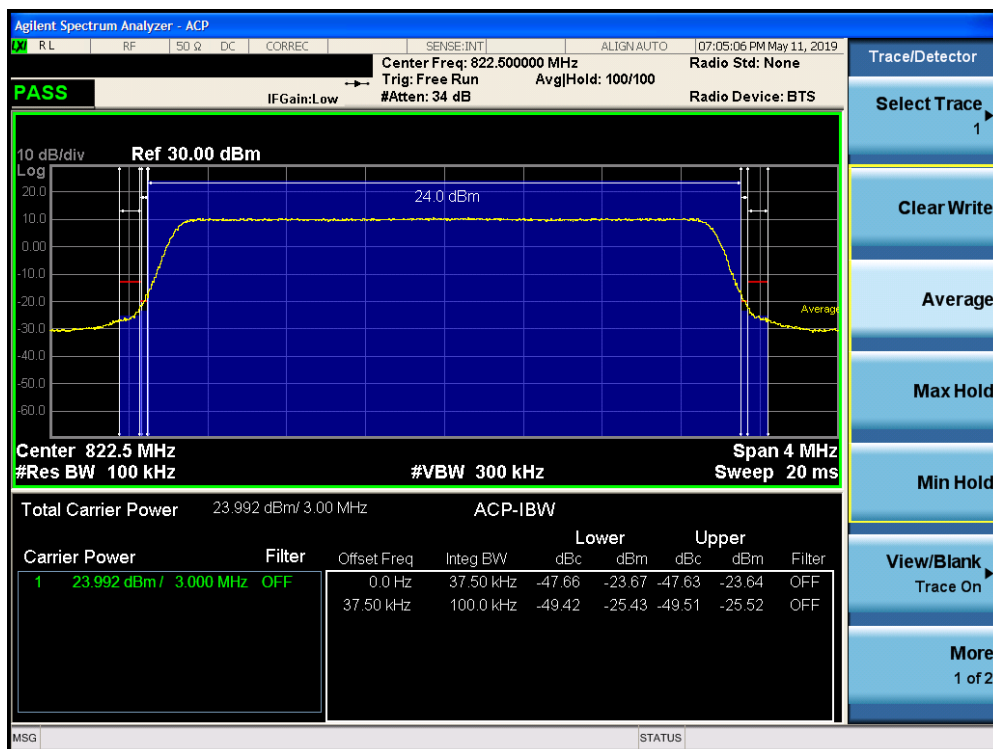 Agilent Spectrum Analyzer - ACP
LXI RL RF 50 Ω DC CORREC SENSE:INT ALIGNAUTO 07:05:06 PM May 11, 2019
Center Freq: 822.500000 MHz Radio Std: None
Trig: Free Run Avg|Hold: 100/100
PASS IFGain:Low #Atten: 34 dB Radio Device: BTS
10 dB/div Ref 30.00 dBm
Log
20.0
10.0
0.00
-10.0
-20.0
-30.0
-40.0
-50.0
-60.0
24.0 dBm
Average
Center 822.5 MHz Span 4 MHz
#Res BW 100 kHz #VBW 300 kHz Sweep 20 ms
Total Carrier Power 23.992 dBm/ 3.00 MHz ACP-IBW
Lower Upper
Carrier Power Filter Offset Freq Integ BW dBc dBm dBc dBm Filter
1 23.992 dBm / 3.000 MHz OFF 0.0 Hz 37.50 kHz -47.66 -23.67 -47.63 -23.64 OFF
37.50 kHz 100.0 kHz -49.42 -25.43 -49.51 -25.52 OFF
MSG STATUS
Trace/Detector
Select Trace
1
Clear Write
Average
Max Hold
Min Hold
View/Blank
Trace On
More
1 of 2